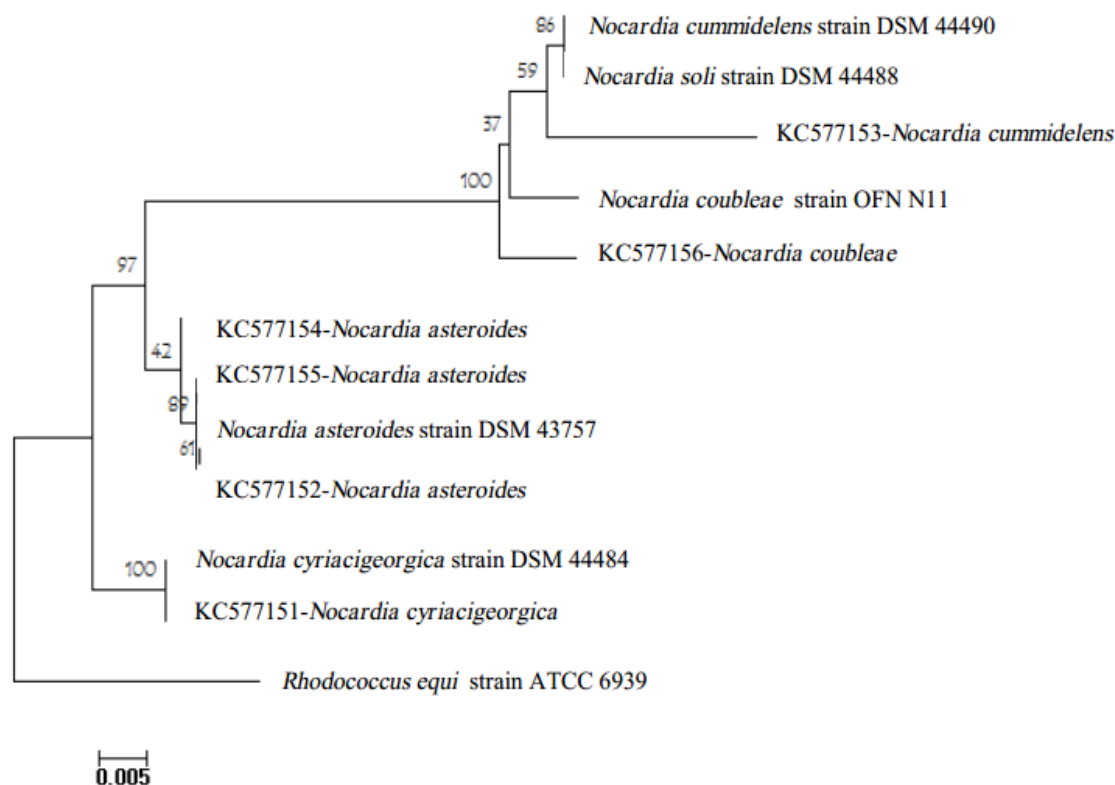 86
Nocardia cummidelens strain DSM 44490
Nocardia soli strain DSM 44488
59
KC577153-Nocardia cummidelens
37
100
Nocardia coubleae strain OFN N11
KC577156-Nocardia coubleae
97
KC577154-Nocardia asteroides
42
KC577155-Nocardia asteroides
89
Nocardia asteroides strain DSM 43757
61
KC577152-Nocardia asteroides
Nocardia cyriacigeorgica strain DSM 44484
100
KC577151-Nocardia cyriacigeorgica
Rhodococcus equi strain ATCC 6939
0.005